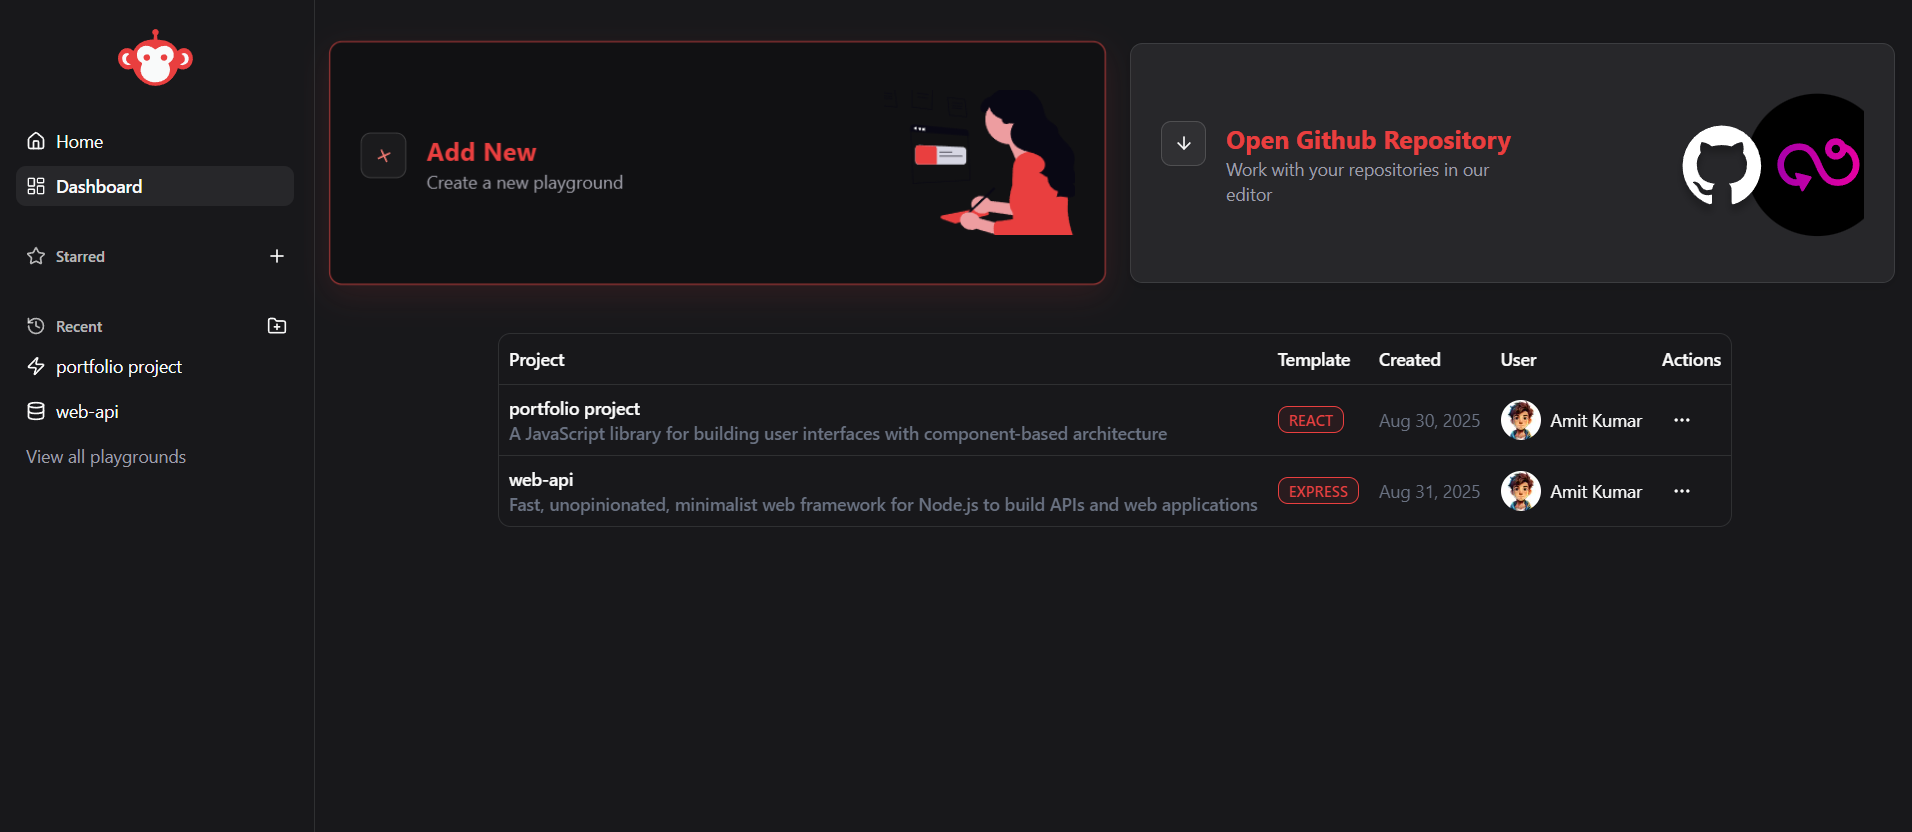 Home
Dashboard
Starred
Recent
portfolio project
web-api
View all playgrounds
Add New
Create a new playground
Open Github Repository
Work with your repositories in our
editor
Project Template Created User Actions
portfolio project
A JavaScript library for building user interfaces with component-based architecture
REACT Aug 30, 2025 Amit Kumar
web-api
Fast, unopinionated, minimalist web framework for Node.js to build APIs and web applications
EXPRESS Aug 31, 2025 Amit Kumar